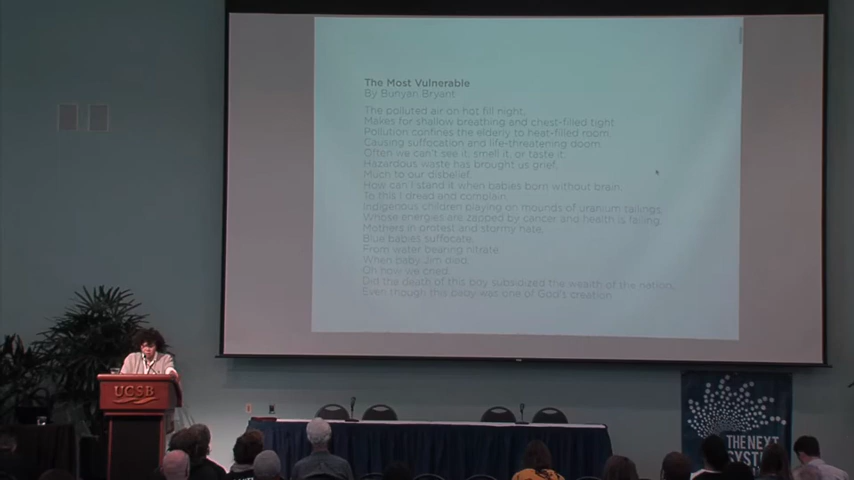 The Most Vulnerable
By Bunyan Bryant
The polluted air on hot fill night,
Makes for shallow breathing and chest-filled tight
Pollution confines the elderly to heat-filled room,
Causing suffocation and life-threatening doom.
Often we can't see it, smell it, or taste it.
Hazardous waste has brought us grief,
Much to our disbelief.
How can I stand it when babies born without brain,
To this I dread and complain,
Indigenous children playing on mounds of uranium tailings,
Whose energies are zapped by cancer and health is failing.
Mothers in protest and stormy hate.
Blue babies suffocate,
From water bearing nitrate.
When baby Jim died,
Oh how we cried.
Did the death of this boy subsidized the wealth of the nation,
Even though this baby was one of God's creation
UCSB
THE NEXT
SYSTEM